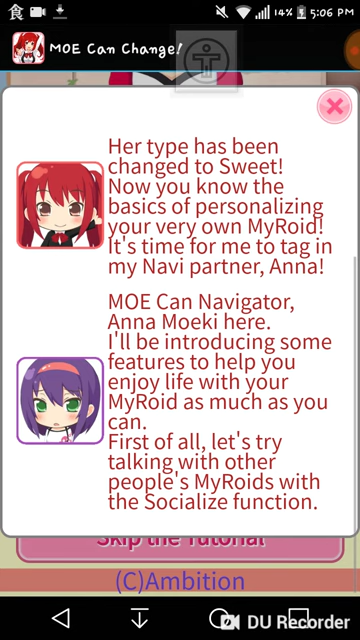 食
14% 5:06 PM
MOE Can Change!
Her type has been
changed to Sweet!
Now you know the
basics of personalizing
your very own MyRoid!
It's time for me to tag in
my Navi partner, Anna!
MOE Can Navigator,
Anna Moeki here.
I'll be introducing some
features to help you
enjoy life with your
MyRoid as much as you
can.
First of all, let's try
talking with other
people's MyRoids with
the Socialize function.
Skip the Tutorial
(C)Ambition
DU Recorder